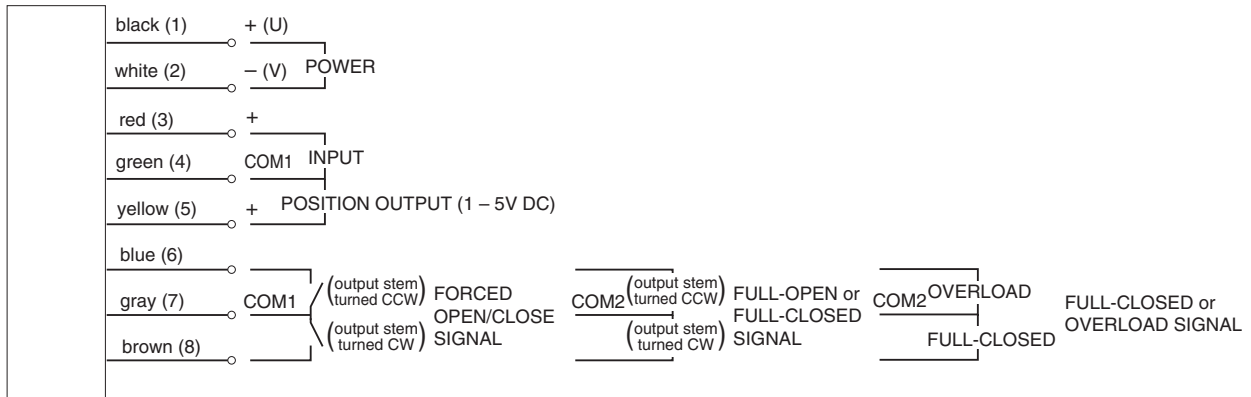 black (1) + (U)
POWER
white (2) – (V)
red (3) +
INPUT
green (4) COM1
POSITION OUTPUT (1 – 5V DC)
yellow (5) +
blue (6)
gray (7) COM1
brown (8)
(output stem
turned CCW)
(output stem
turned CW)
FORCED
OPEN/CLOSE
SIGNAL
COM2
(output stem
turned CCW)
(output stem
turned CW)
FULL-OPEN or
FULL-CLOSED
SIGNAL
COM2
OVERLOAD
FULL-CLOSED
FULL-CLOSED or
OVERLOAD SIGNAL